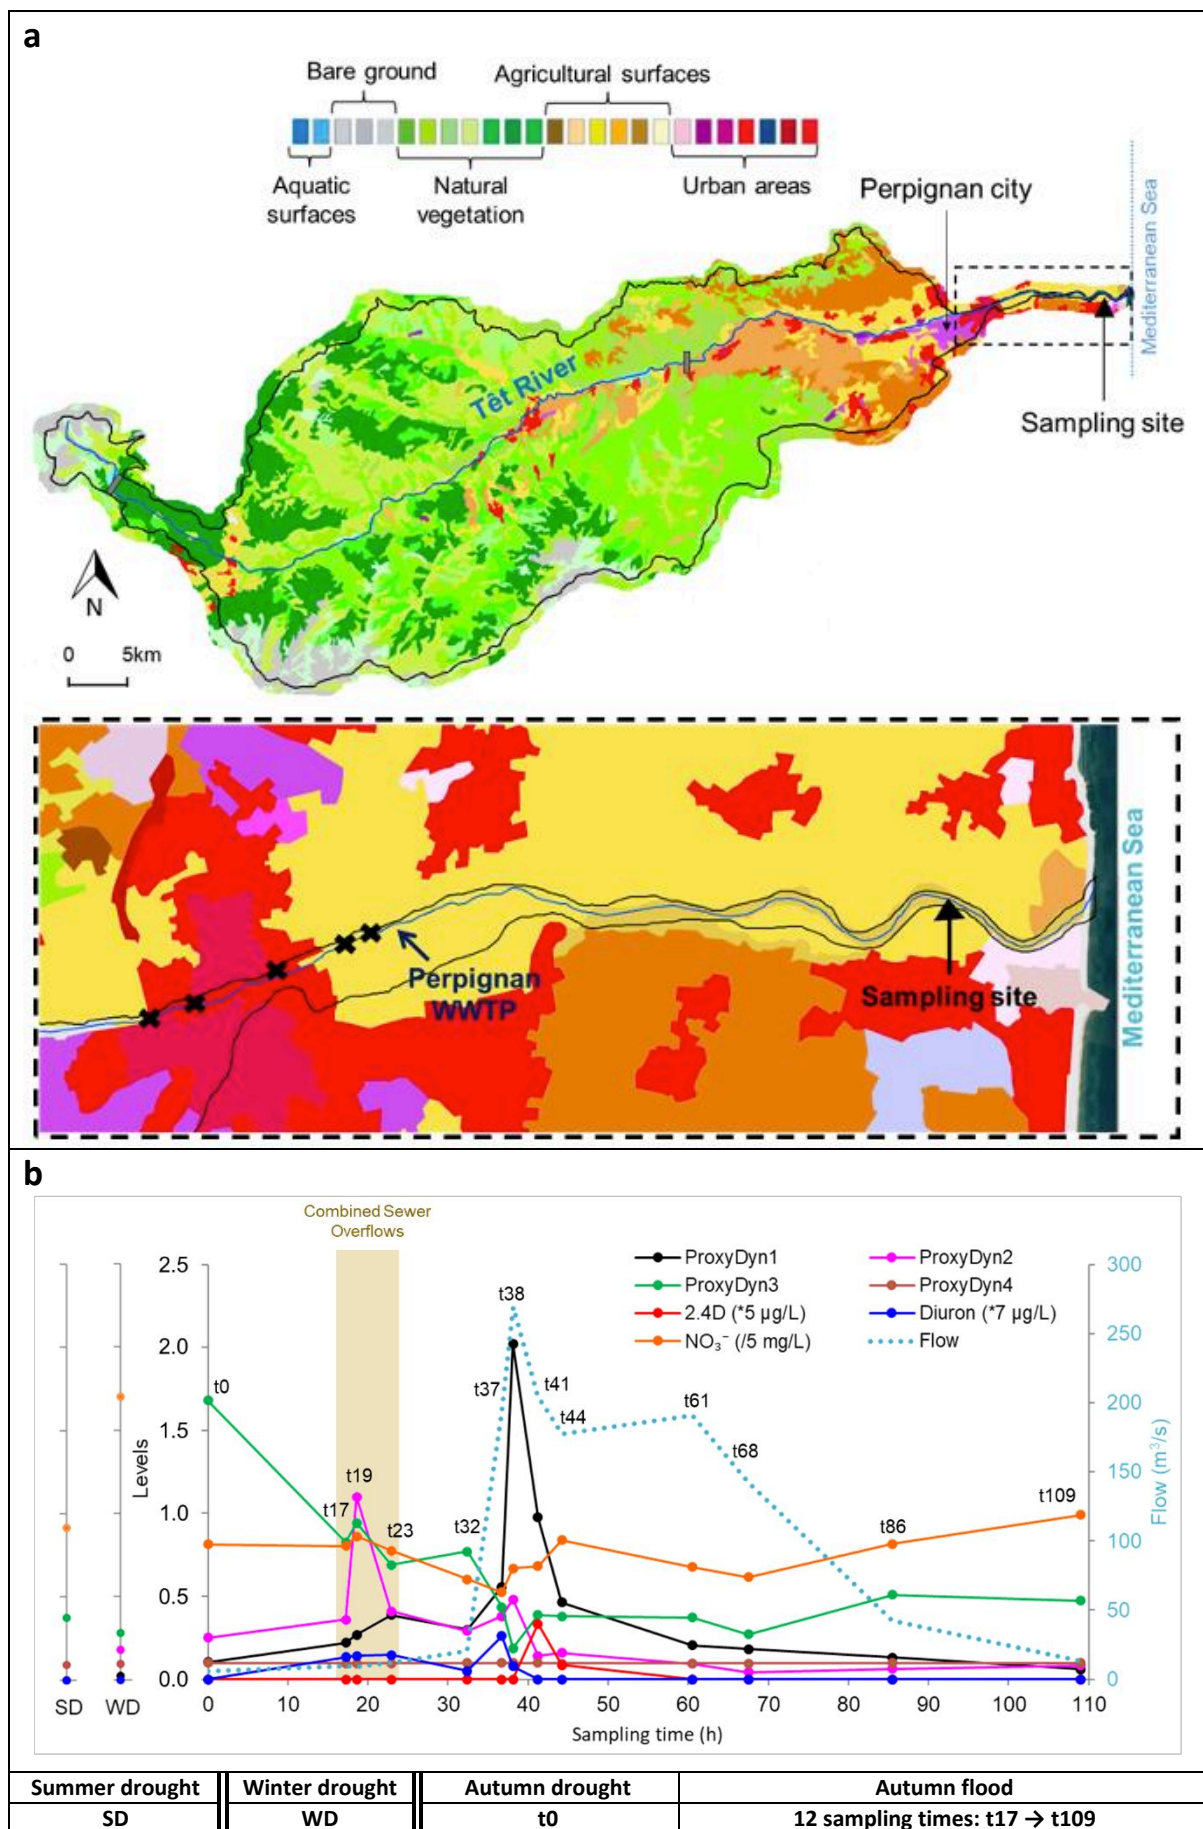 a
Bare ground
Agricultural surfaces
Aquatic
surfaces
Natural
vegetation
Urban areas
Perpignan city
Mediterranean Sea
Têt River
Sampling site
N
0 5km
Perpignan
WWTP
Sampling site
Mediterranean Sea
b
Combined Sewer
Overflows
ProxyDyn1
ProxyDyn2
ProxyDyn3
ProxyDyn4
2.4D (*5 µg/L)
Diuron (*7 µg/L)
NO₃⁻ (/5 mg/L)
Flow
2.5
2.0
1.5
1.0
0.5
0.0
Levels
300
250
200
150
100
50
0
Flow (m³/s)
t0
t17
t19
t23
t32
t37
t38
t41
t44
t61
t68
t86
t109
SD WD
0 10 20 30 40 50 60 70 80 90 100 110
Sampling time (h)
Summer drought Winter drought Autumn drought Autumn flood
SD WD t0 12 sampling times: t17 → t109